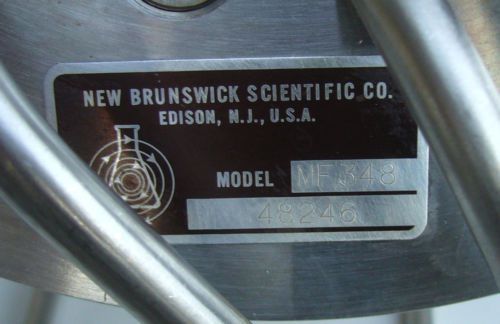 NEW BRUNSWICK SCIENTIFIC CO.
EDISON, N.J., U.S.A.
MODEL MF348
48246